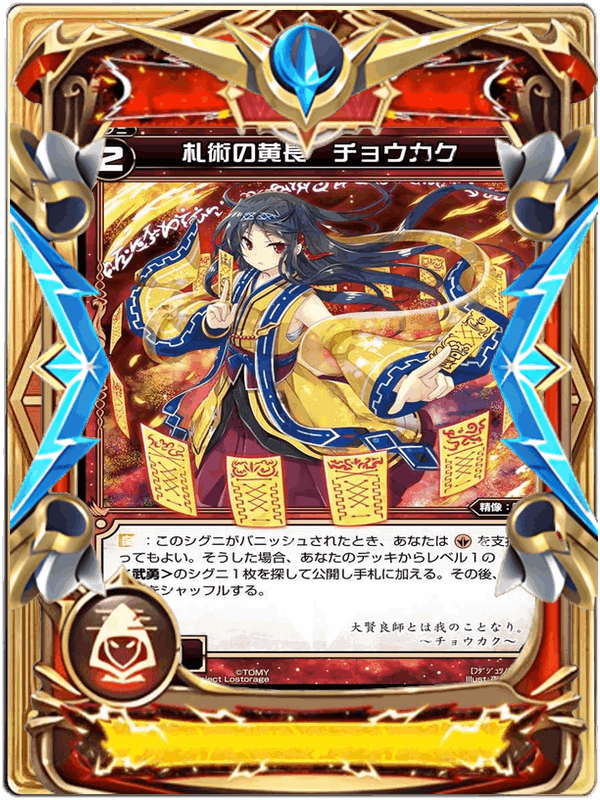 2
札術の黄長 チョウカク
精像:
:このシグニがバニッシュされたとき、あなたは を支
ってもよい。そうした場合、あなたのデッキからレベル1の
武勇>のシグニ1枚を探して公開し手札に加える。その後、
をシャッフルする。
大賢良師とは我のことなり。
~チョウカク~
©TOMY
ject Lostorage
Illust: